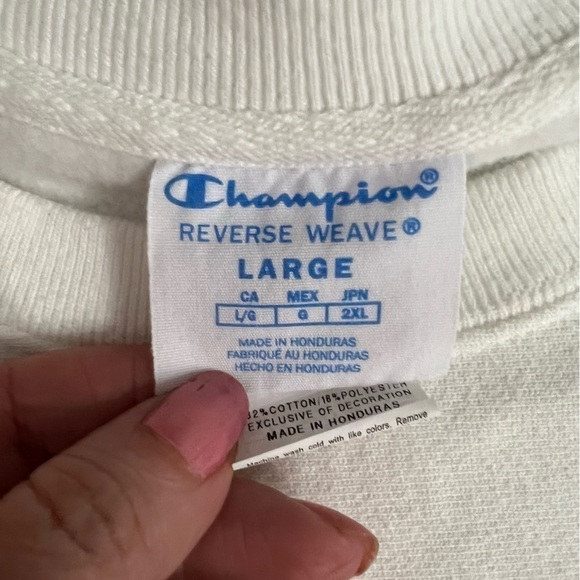 Champion®
REVERSE WEAVE®
LARGE
CA MEX JPN
L/G G 2XL
MADE IN HONDURAS
FABRIQUÉ AU HONDURAS
HECHO EN HONDURAS
2%COTTON/18%POLYESTER
EXCLUSIVE OF DECORATION
MADE IN HONDURAS
Machine wash cold with like colors. Remove